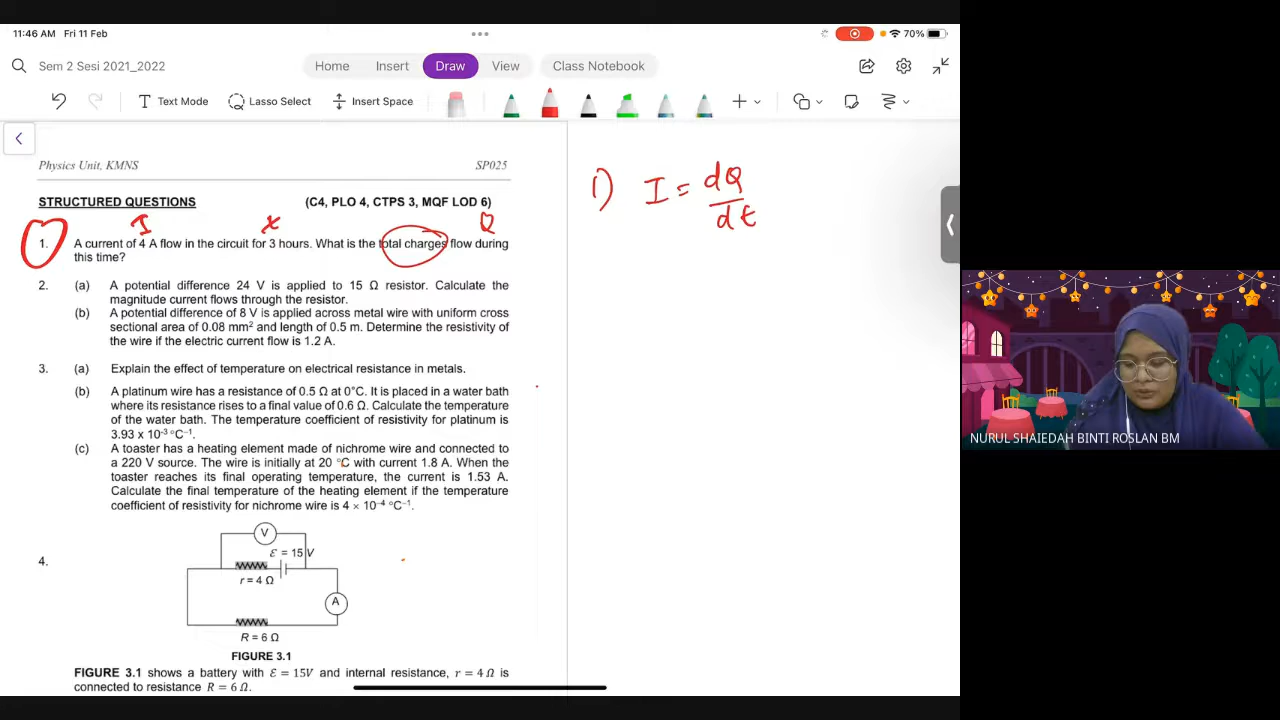 11:46 AM Fri 11 Feb
70%
Sem 2 Sesi 2021_2022
Home Insert Draw View Class Notebook
Text Mode Lasso Select Insert Space
Physics Unit, KMNS SP025
STRUCTURED QUESTIONS (C4, PLO 4, CTPS 3, MQF LOD 6)
I t Q
1. A current of 4 A flow in the circuit for 3 hours. What is the total charges flow during
this time?
2. (a) A potential difference 24 V is applied to 15 Ω resistor. Calculate the
magnitude current flows through the resistor.
(b) A potential difference of 8 V is applied across metal wire with uniform cross
sectional area of 0.08 mm² and length of 0.5 m. Determine the resistivity of
the wire if the electric current flow is 1.2 A.
3. (a) Explain the effect of temperature on electrical resistance in metals.
(b) A platinum wire has a resistance of 0.5 Ω at 0°C. It is placed in a water bath
where its resistance rises to a final value of 0.6 Ω. Calculate the temperature
of the water bath. The temperature coefficient of resistivity for platinum is
3.93 x 10⁻³ °C⁻¹.
(c) A toaster has a heating element made of nichrome wire and connected to
a 220 V source. The wire is initially at 20 °C with current 1.8 A. When the
toaster reaches its final operating temperature, the current is 1.53 A.
Calculate the final temperature of the heating element if the temperature
coefficient of resistivity for nichrome wire is 4 × 10⁻⁴ °C⁻¹.
4.
V
ℰ = 15 V
r = 4 Ω
A
R = 6 Ω
FIGURE 3.1
FIGURE 3.1 shows a battery with ℰ = 15V and internal resistance, r = 4 Ω is
connected to resistance R = 6 Ω.
1) I = dQ
dt
NURUL SHAIEDAH BINTI ROSLAN BM